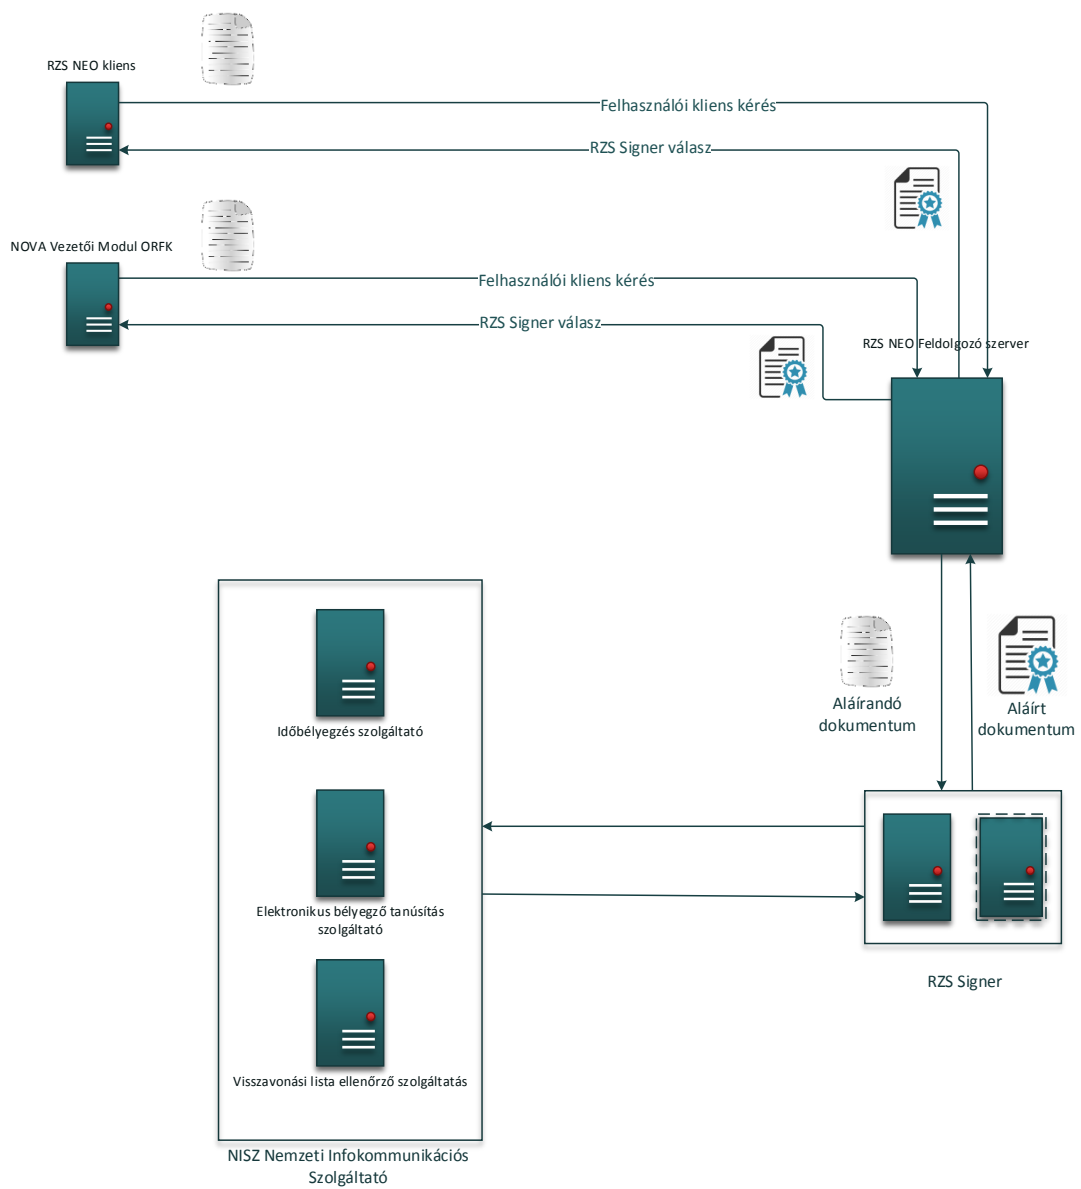 RZS NEO kliens
Felhasználói kliens kérés
RZS Signer válasz
NOVA Vezetői Modul ORFK
Felhasználói kliens kérés
RZS Signer válasz
RZS NEO Feldolgozó szerver
Időbélyegzés szolgáltató
Elektronikus bélyegző tanúsítás
szolgáltató
Visszavonási lista ellenőrző szolgáltatás
NISZ Nemzeti Infokommunikációs
Szolgáltató
Aláírandó
dokumentum
Aláírt
dokumentum
RZS Signer